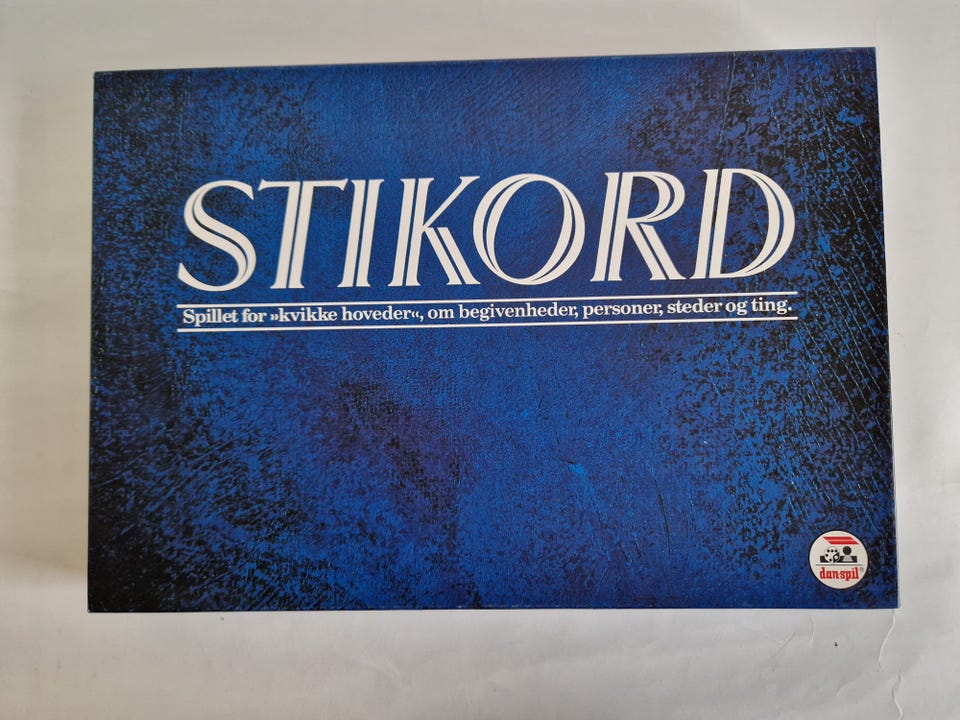 STIKORD
Spillet for »kvikke hoveder«, om begivenheder, personer, steder og ting.
danspil®